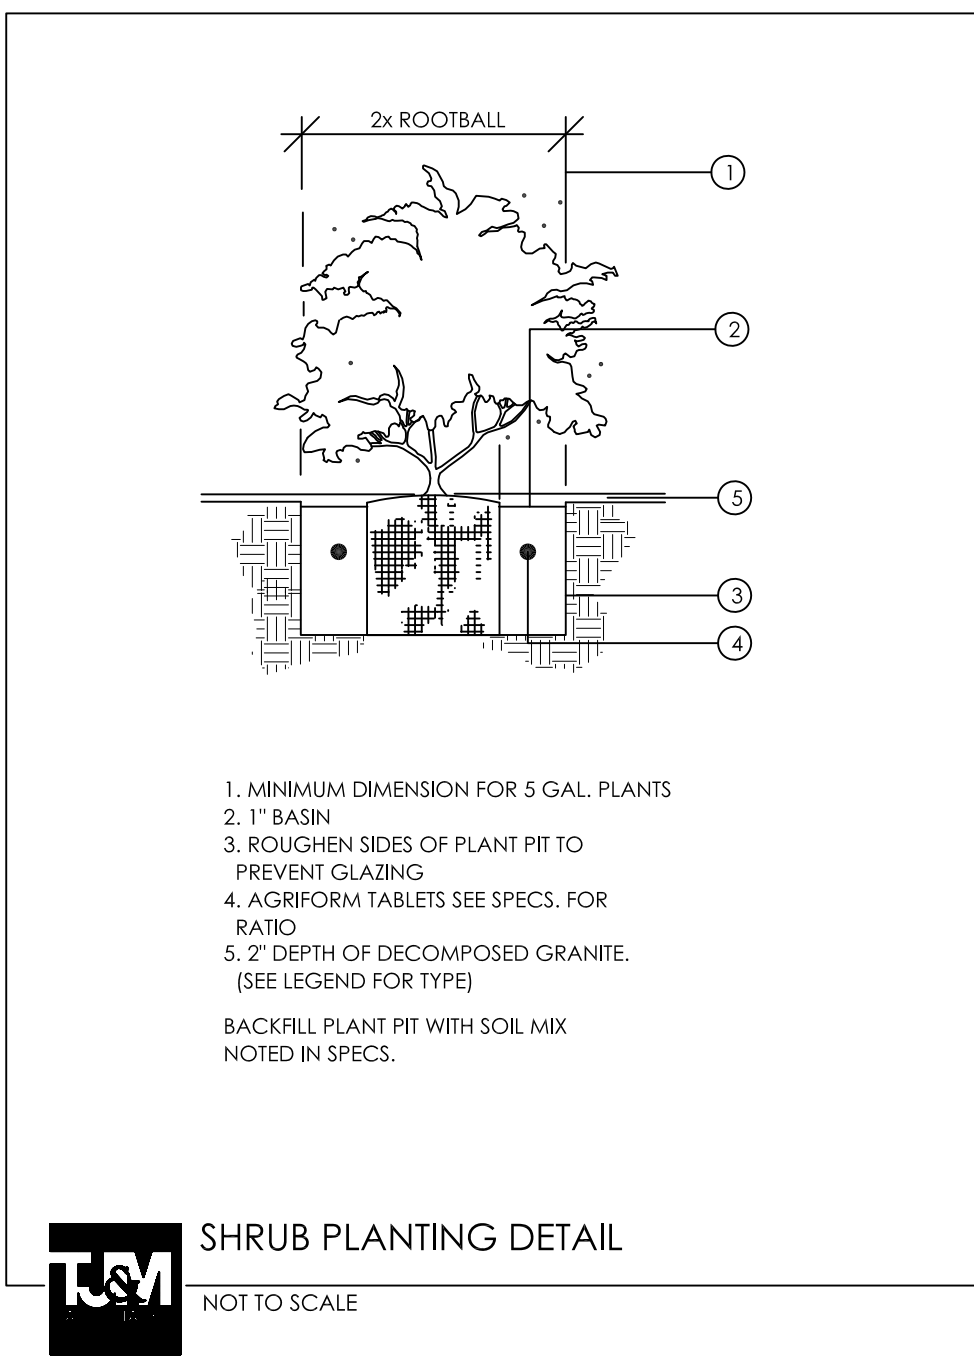 2x ROOTBALL
1
2
5
3
4
1. MINIMUM DIMENSION FOR 5 GAL. PLANTS
2. 1" BASIN
3. ROUGHEN SIDES OF PLANT PIT TO
PREVENT GLAZING
4. AGRIFORM TABLETS SEE SPECS. FOR
RATIO
5. 2" DEPTH OF DECOMPOSED GRANITE.
(SEE LEGEND FOR TYPE)
BACKFILL PLANT PIT WITH SOIL MIX
NOTED IN SPECS.
SHRUB PLANTING DETAIL
TJ&M
NOT TO SCALE